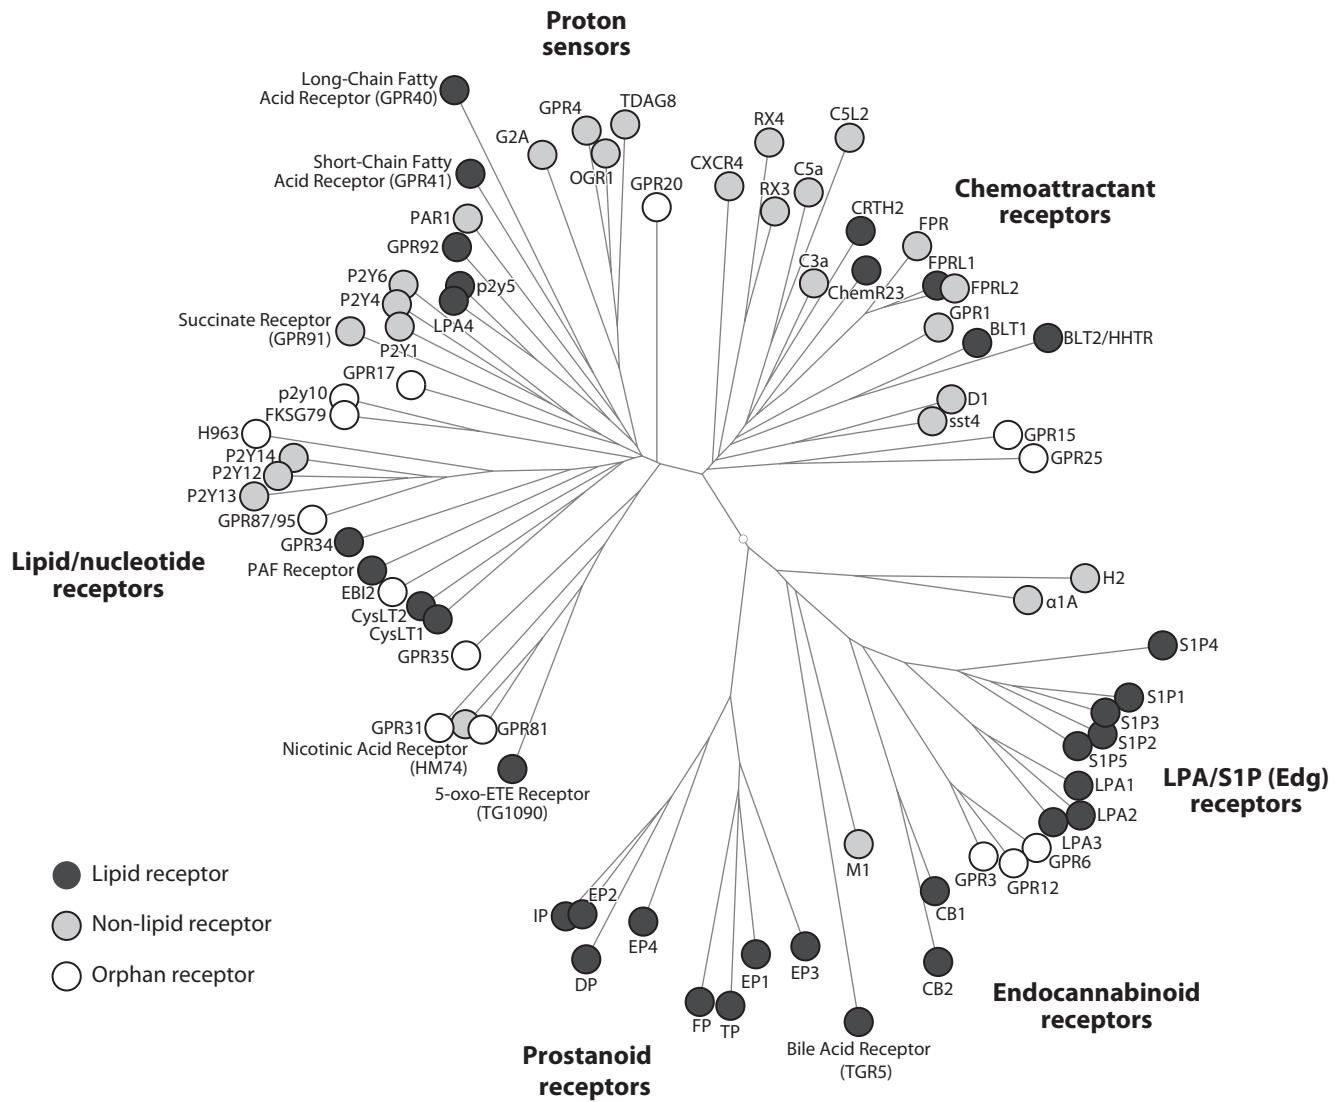 Proton
sensors
Long-Chain Fatty
Acid Receptor (GPR40)
Short-Chain Fatty
Acid Receptor (GPR41)
PAR1
GPR92
P2Y6
p2y5
P2Y4
LPA4
Succinate Receptor
(GPR91)
P2Y1
GPR17
p2y10
FKSG79
H963
P2Y14
P2Y12
P2Y13
GPR87/95
GPR34
PAF Receptor
EBI2
CysLT2
CysLT1
GPR35
GPR31
GPR81
Nicotinic Acid Receptor
(HM74)
5-oxo-ETE Receptor
(TG1090)
Lipid/nucleotide
receptors
G2A
GPR4
OGR1
TDAG8
GPR20
CXCR4
RX4
RX3
C5a
C5L2
Chemoattractant
receptors
CRTH2
C3a
ChemR23
FPR
FPRL1
FPRL2
GPR1
BLT1
BLT2/HHTR
D1
sst4
GPR15
GPR25
H2
α1A
S1P4
S1P1
S1P3
S1P2
S1P5
LPA/S1P (Edg)
receptors
LPA1
LPA2
LPA3
GPR6
GPR3
GPR12
M1
CB1
CB2
Endocannabinoid
receptors
Bile Acid Receptor
(TGR5)
IP
EP2
DP
EP4
FP
TP
EP1
EP3
Prostanoid
receptors
Lipid receptor
Non-lipid receptor
Orphan receptor